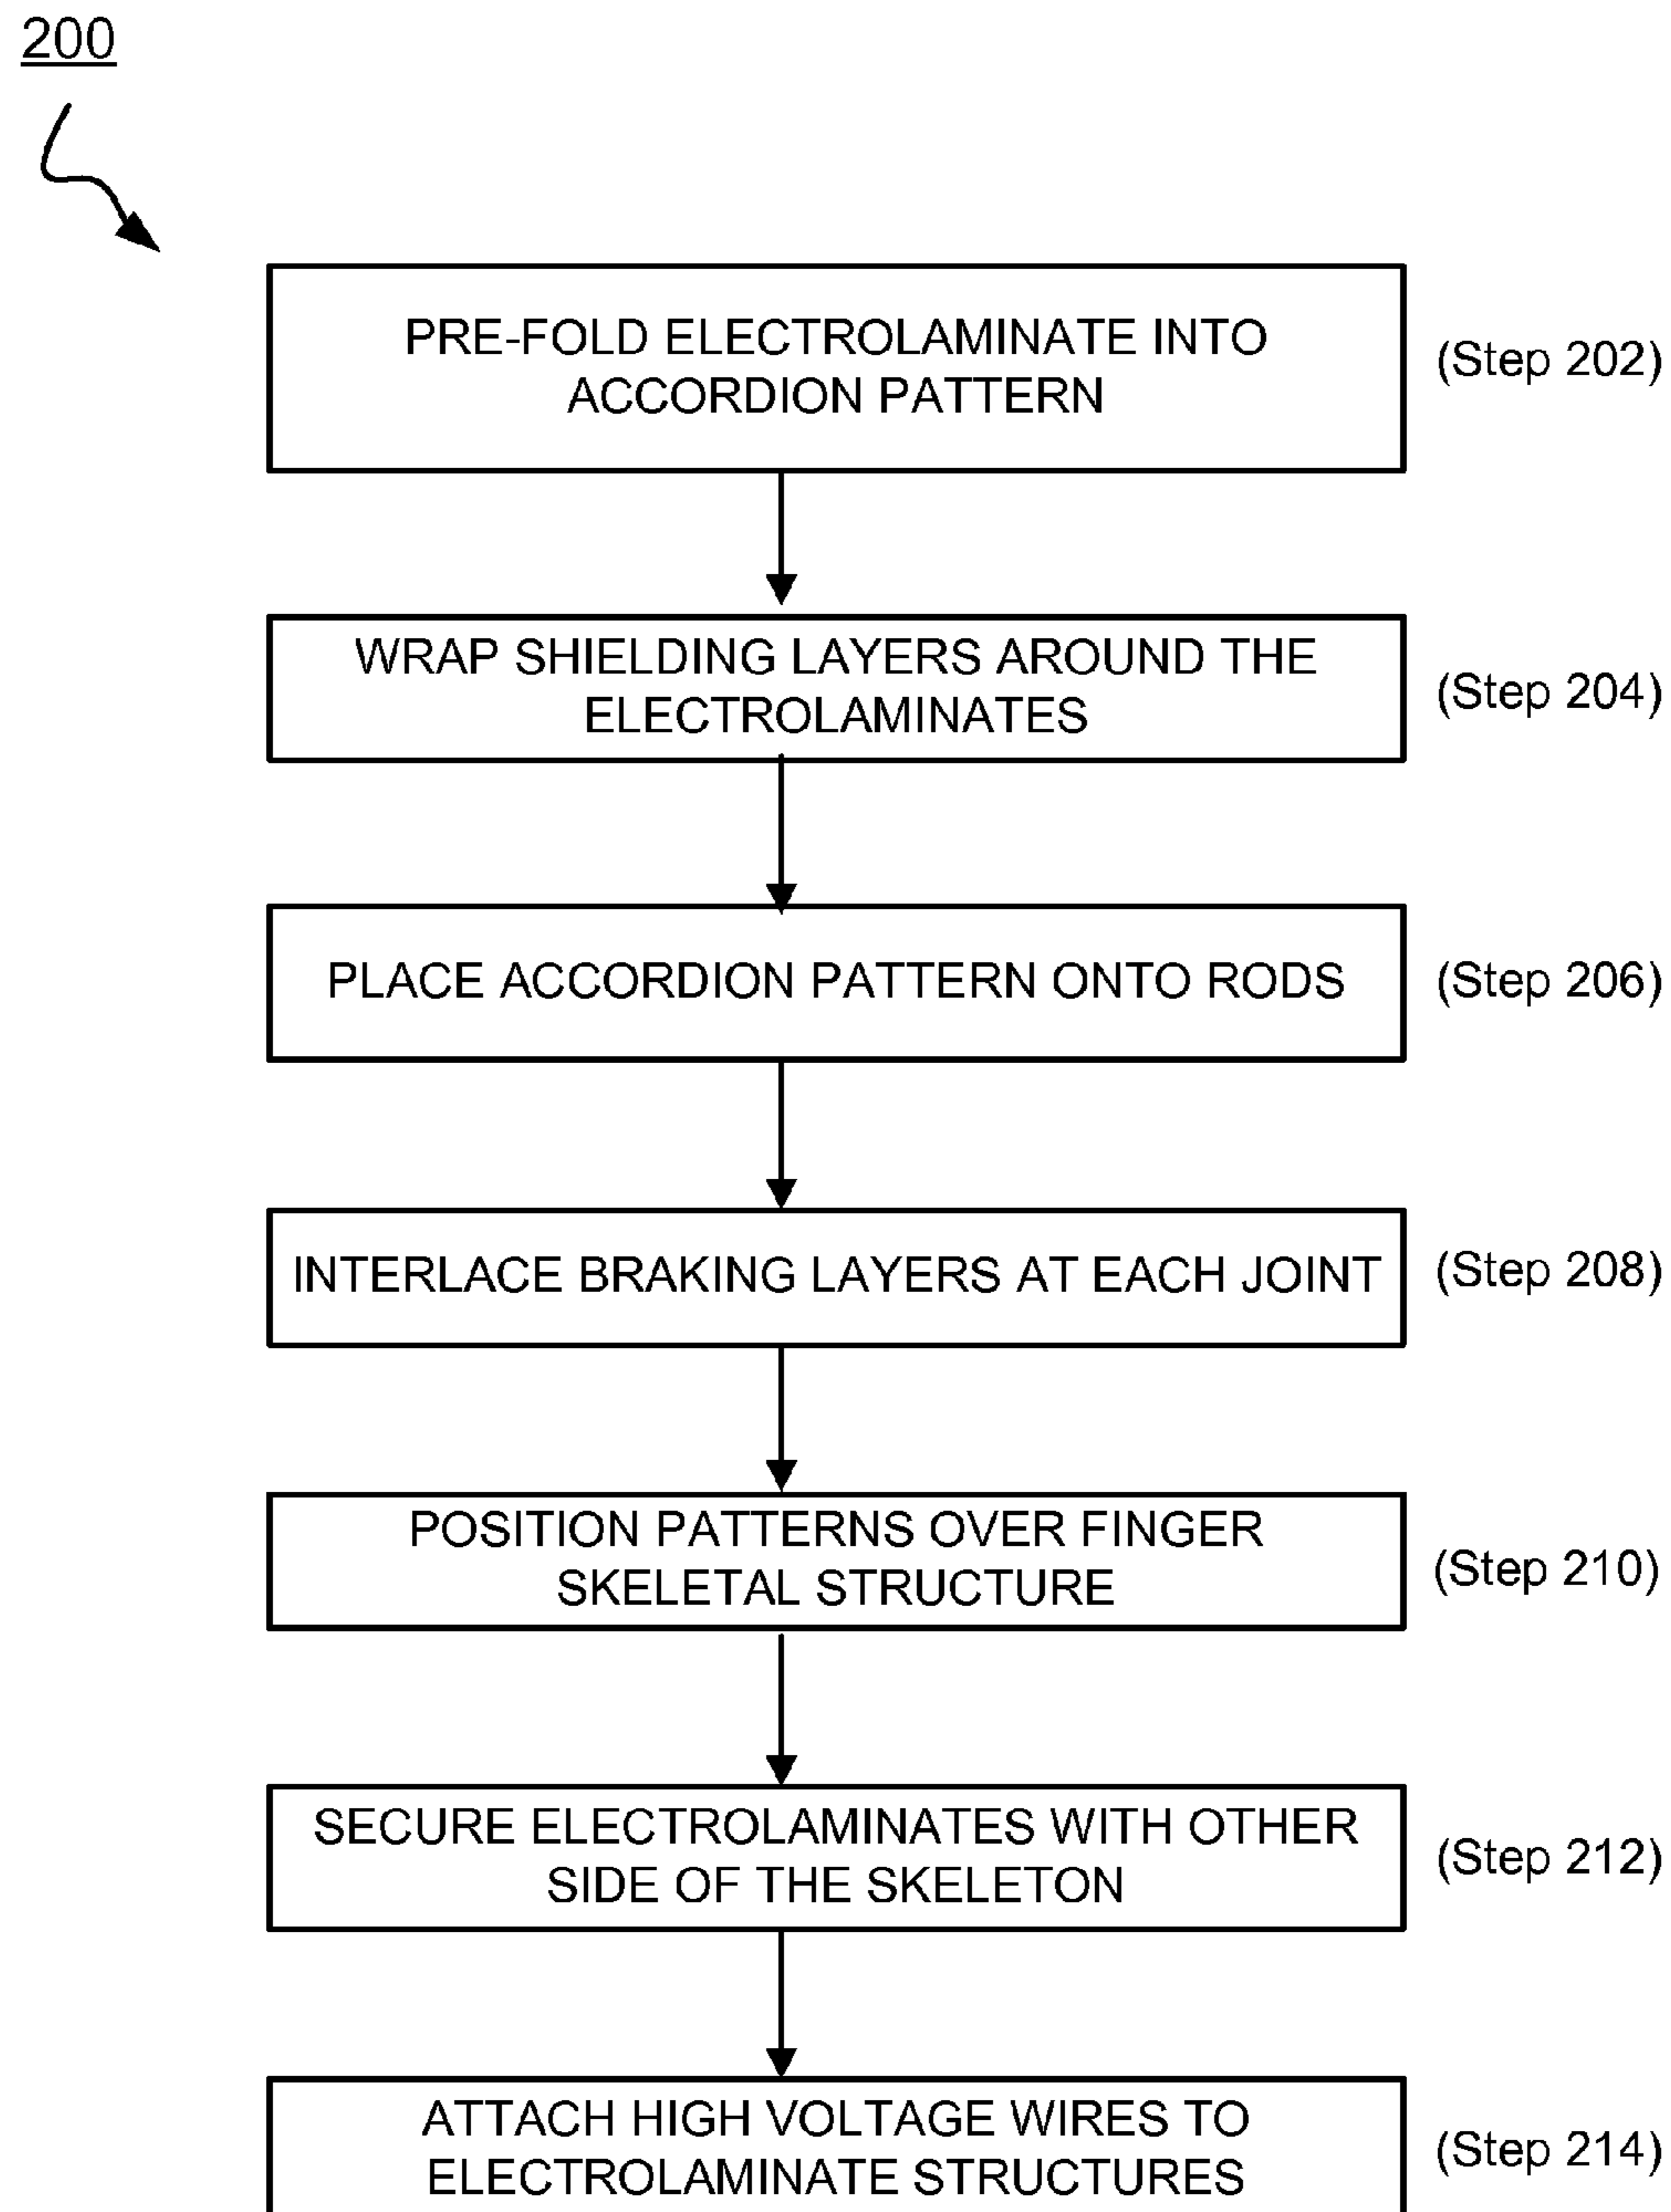 200
PRE-FOLD ELECTROLAMINATE INTO
ACCORDION PATTERN
(Step 202)
WRAP SHIELDING LAYERS AROUND THE
ELECTROLAMINATES
(Step 204)
PLACE ACCORDION PATTERN ONTO RODS
(Step 206)
INTERLACE BRAKING LAYERS AT EACH JOINT
(Step 208)
POSITION PATTERNS OVER FINGER
SKELETAL STRUCTURE
(Step 210)
SECURE ELECTROLAMINATES WITH OTHER
SIDE OF THE SKELETON
(Step 212)
ATTACH HIGH VOLTAGE WIRES TO
ELECTROLAMINATE STRUCTURES
(Step 214)